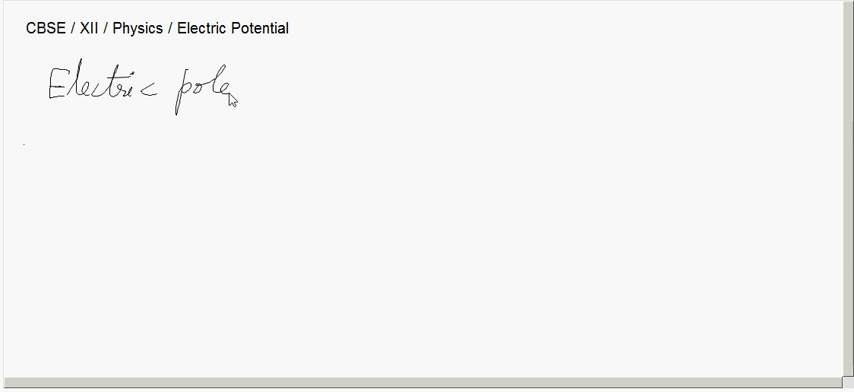 CBSE / XII / Physics / Electric Potential
Electric pole